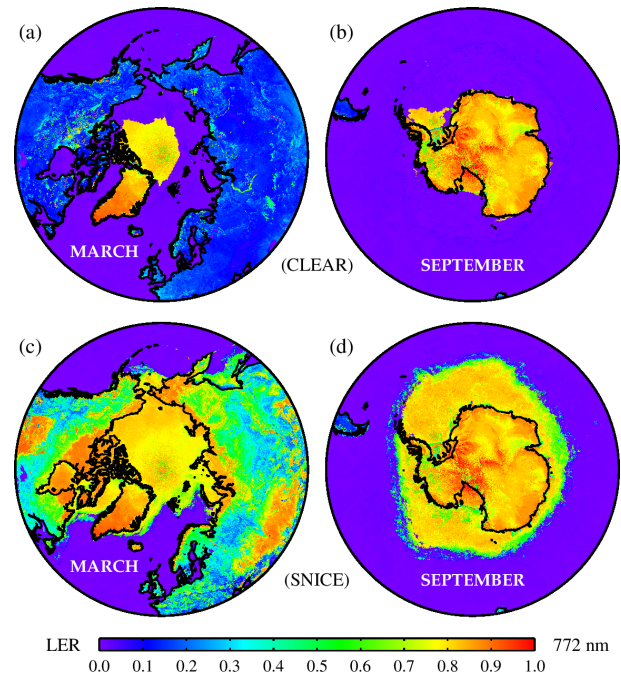 (a)
(b)
MARCH
(CLEAR)
SEPTEMBER
(c)
(d)
MARCH
(SNICE)
SEPTEMBER
LER
772 nm
0.0 0.1 0.2 0.3 0.4 0.5 0.6 0.7 0.8 0.9 1.0